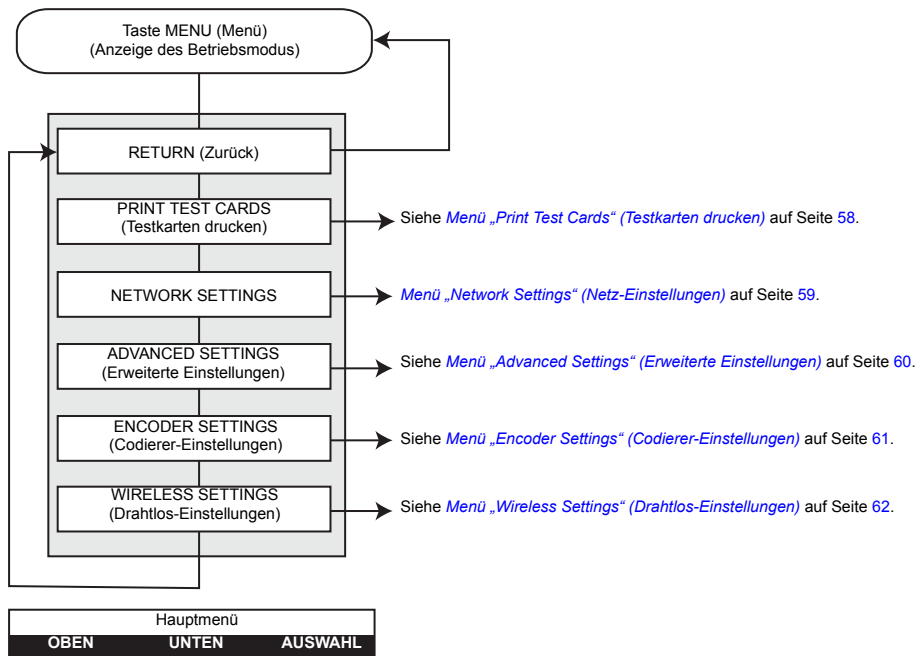 Taste MENU (Menü)
(Anzeige des Betriebsmodus)
RETURN (Zurück)
PRINT TEST CARDS
(Testkarten drucken)
Siehe Menü „Print Test Cards“ (Testkarten drucken) auf Seite 58.
NETWORK SETTINGS
Menü „Network Settings“ (Netz-Einstellungen) auf Seite 59.
ADVANCED SETTINGS
(Erweiterte Einstellungen)
Siehe Menü „Advanced Settings“ (Erweiterte Einstellungen) auf Seite 60.
ENCODER SETTINGS
(Codierer-Einstellungen)
Siehe Menü „Encoder Settings“ (Codierer-Einstellungen) auf Seite 61.
WIRELESS SETTINGS
(Drahtlos-Einstellungen)
Siehe Menü „Wireless Settings“ (Drahtlos-Einstellungen) auf Seite 62.
Hauptmenü
OBEN UNTEN AUSWAHL